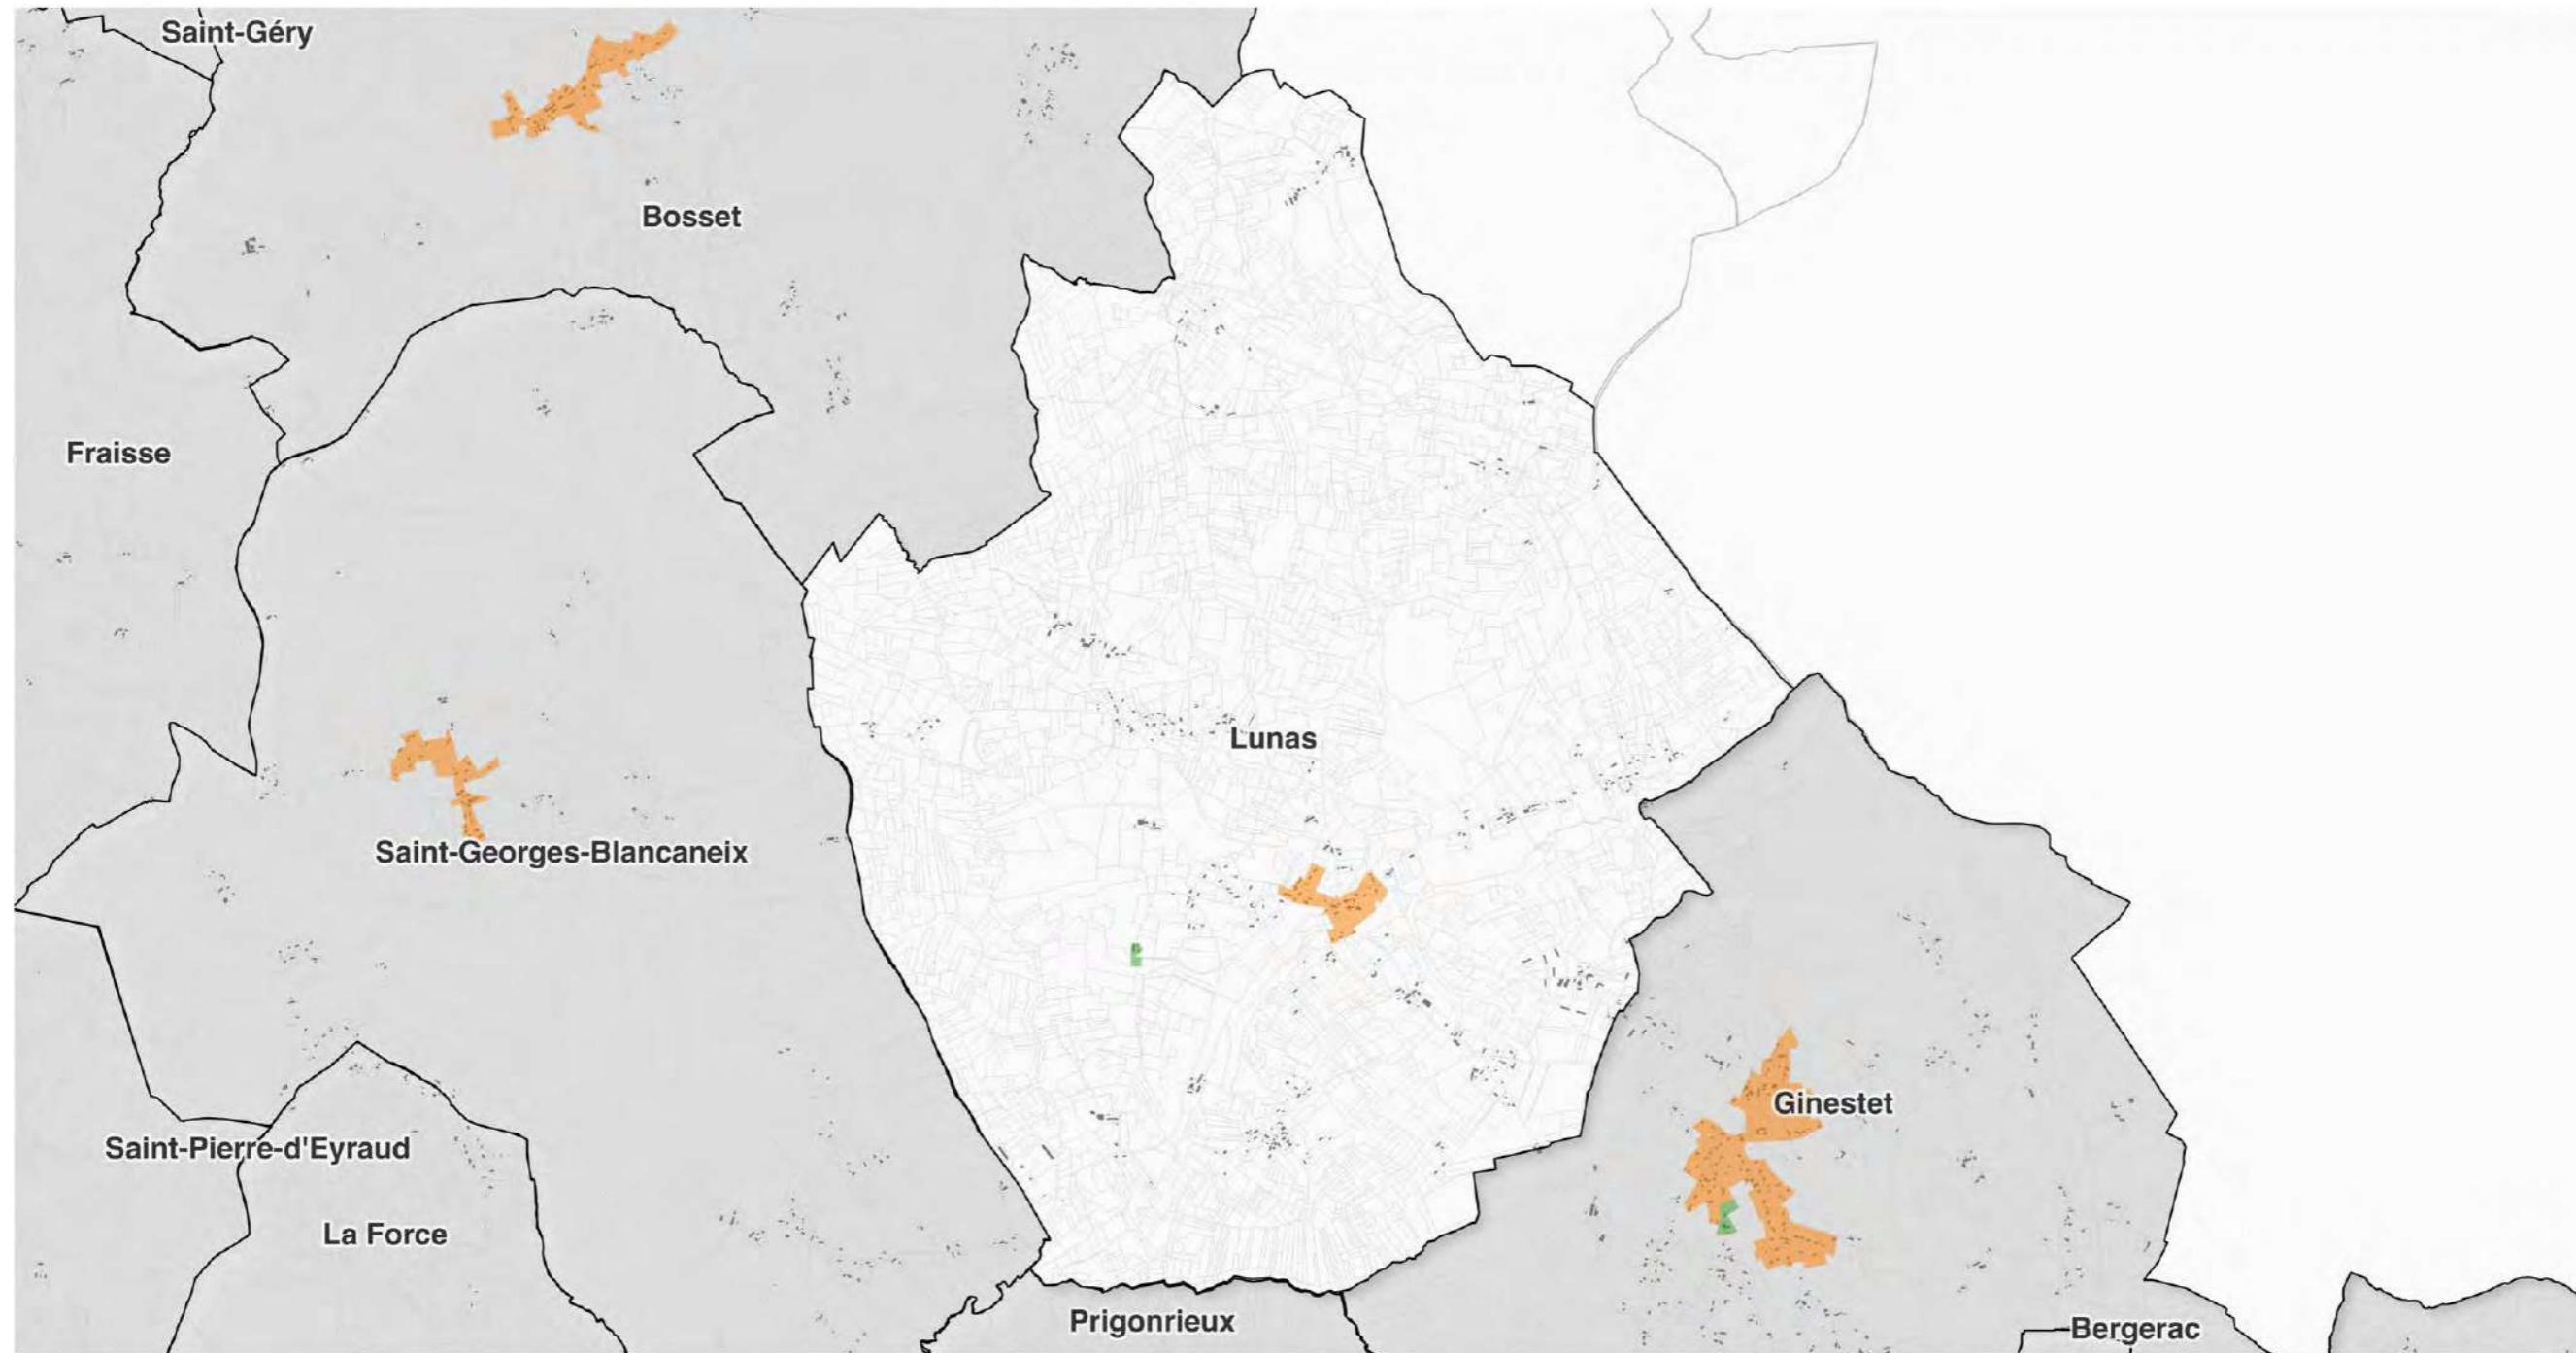 Saint-Géry
Bosset
Fraisse
Lunas
Saint-Georges-Blancaneix
Ginestet
Saint-Pierre-d'Eyraud
La Force
Prigonrieux
Bergerac